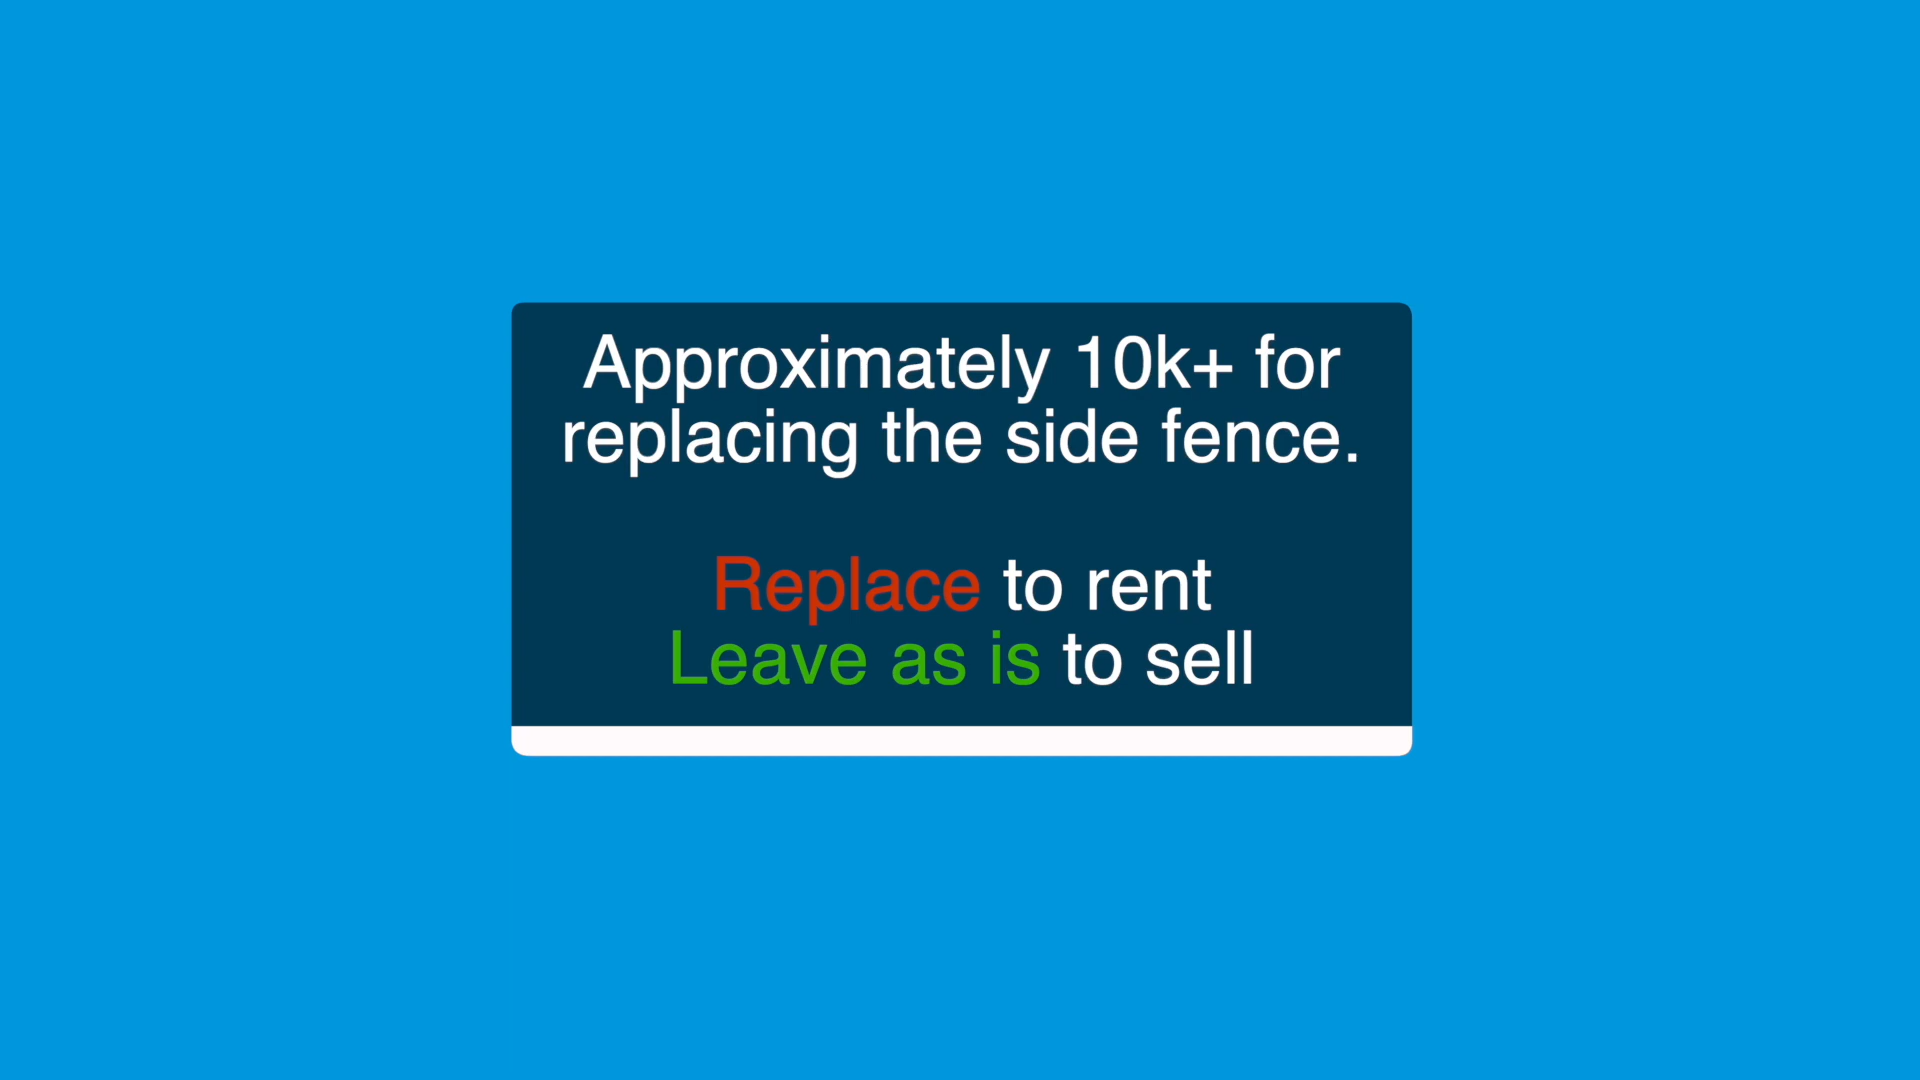 Approximately 10k+ for
replacing the side fence.
Replace to rent
Leave as is to sell